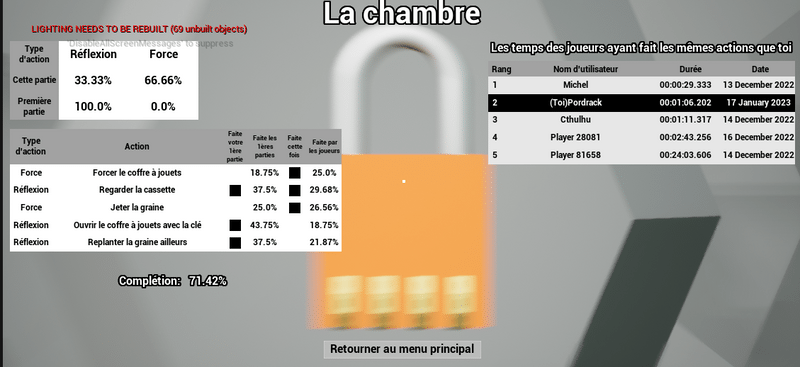 La chambre
LIGHTING NEEDS TO BE REBUILT (69 unbuilt objects)
'DisableAllScreenMessages' to suppress
Type d'action Réflexion Force
Cette partie 33.33% 66.66%
Première partie 100.0% 0.0%
Type d'action Action Faite votre 1ère partie Faite les 1ères parties Faite cette fois Faite par les joueurs
Force Forcer le coffre à jouets 18.75% 25.0%
Réflexion Regarder la cassette 37.5% 29.68%
Force Jeter la graine 25.0% 26.56%
Réflexion Ouvrir le coffre à jouets avec la clé 43.75% 18.75%
Réflexion Replanter la graine ailleurs 37.5% 21.87%
Complétion: 71.42%
Les temps des joueurs ayant fait les mêmes actions que toi
Rang Nom d'utilisateur Durée Date
1 Michel 00:00:29.333 13 December 2022
2 (Toi)Pordrack 00:01:06.202 17 January 2023
3 Cthulhu 00:01:11.317 14 December 2022
4 Player 28081 00:02:43.256 16 December 2022
5 Player 81658 00:24:03.606 14 December 2022
Retourner au menu principal